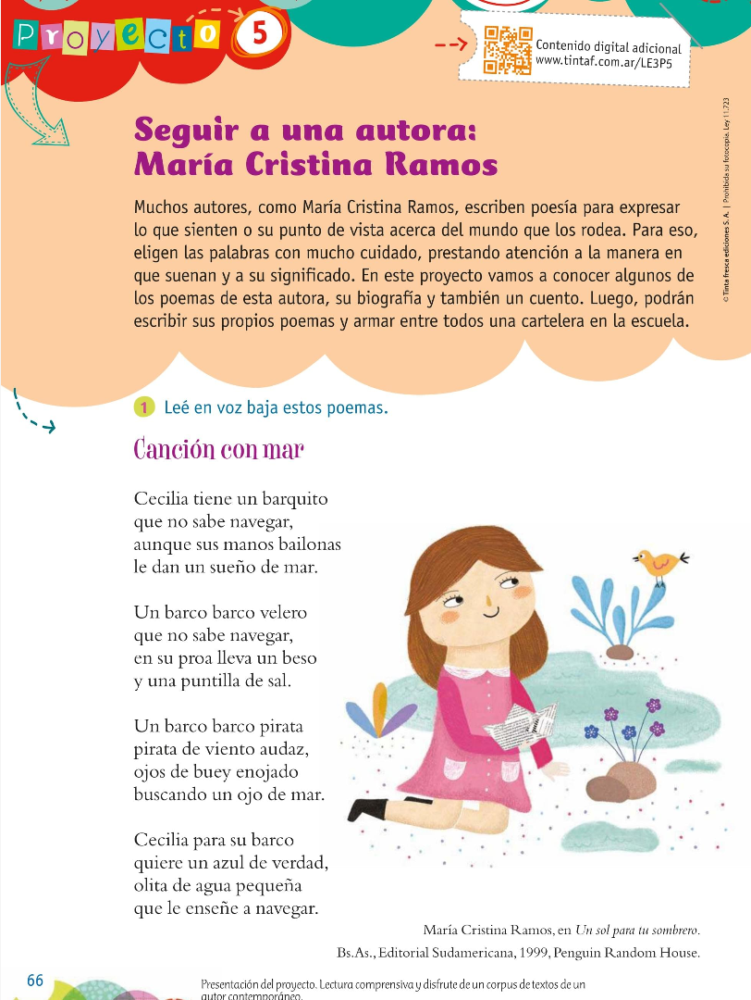 Proyecto 5
Contenido digital adicional
www.tintaf.com.ar/LE3P5
© Tinta fresca ediciones S. A. | Prohibida su fotocopia. Ley 11.723
Seguir a una autora:
María Cristina Ramos
Muchos autores, como María Cristina Ramos, escriben poesía para expresar
lo que sienten o su punto de vista acerca del mundo que los rodea. Para eso,
eligen las palabras con mucho cuidado, prestando atención a la manera en
que suenan y a su significado. En este proyecto vamos a conocer algunos de
los poemas de esta autora, su biografía y también un cuento. Luego, podrán
escribir sus propios poemas y armar entre todos una cartelera en la escuela.
1 Leé en voz baja estos poemas.
Canción con mar
Cecilia tiene un barquito
que no sabe navegar,
aunque sus manos bailonas
le dan un sueño de mar.
Un barco barco velero
que no sabe navegar,
en su proa lleva un beso
y una puntilla de sal.
Un barco barco pirata
pirata de viento audaz,
ojos de buey enojado
buscando un ojo de mar.
Cecilia para su barco
quiere un azul de verdad,
olita de agua pequeña
que le enseñe a navegar.
María Cristina Ramos, en Un sol para tu sombrero.
Bs.As., Editorial Sudamericana, 1999, Penguin Random House.
66
Presentación del proyecto. Lectura comprensiva y disfrute de un corpus de textos de un
autor contemporáneo.